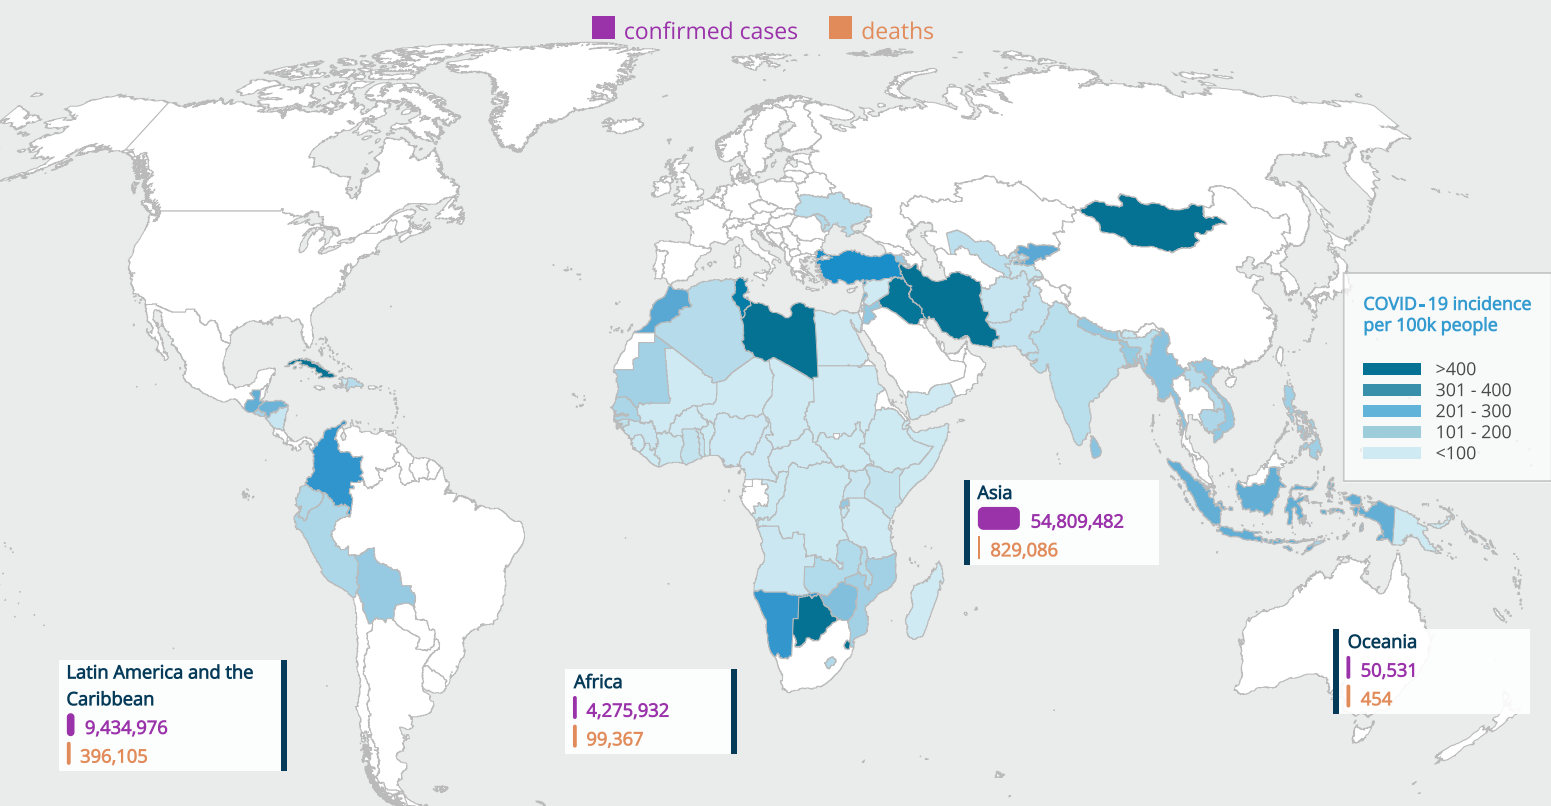 confirmed cases
deaths
COVID-19 incidence
per 100k people
>400
301 - 400
201 - 300
101 - 200
<100
Asia
54,809,482
829,086
Oceania
50,531
454
Latin America and the
Caribbean
9,434,976
396,105
Africa
4,275,932
99,367